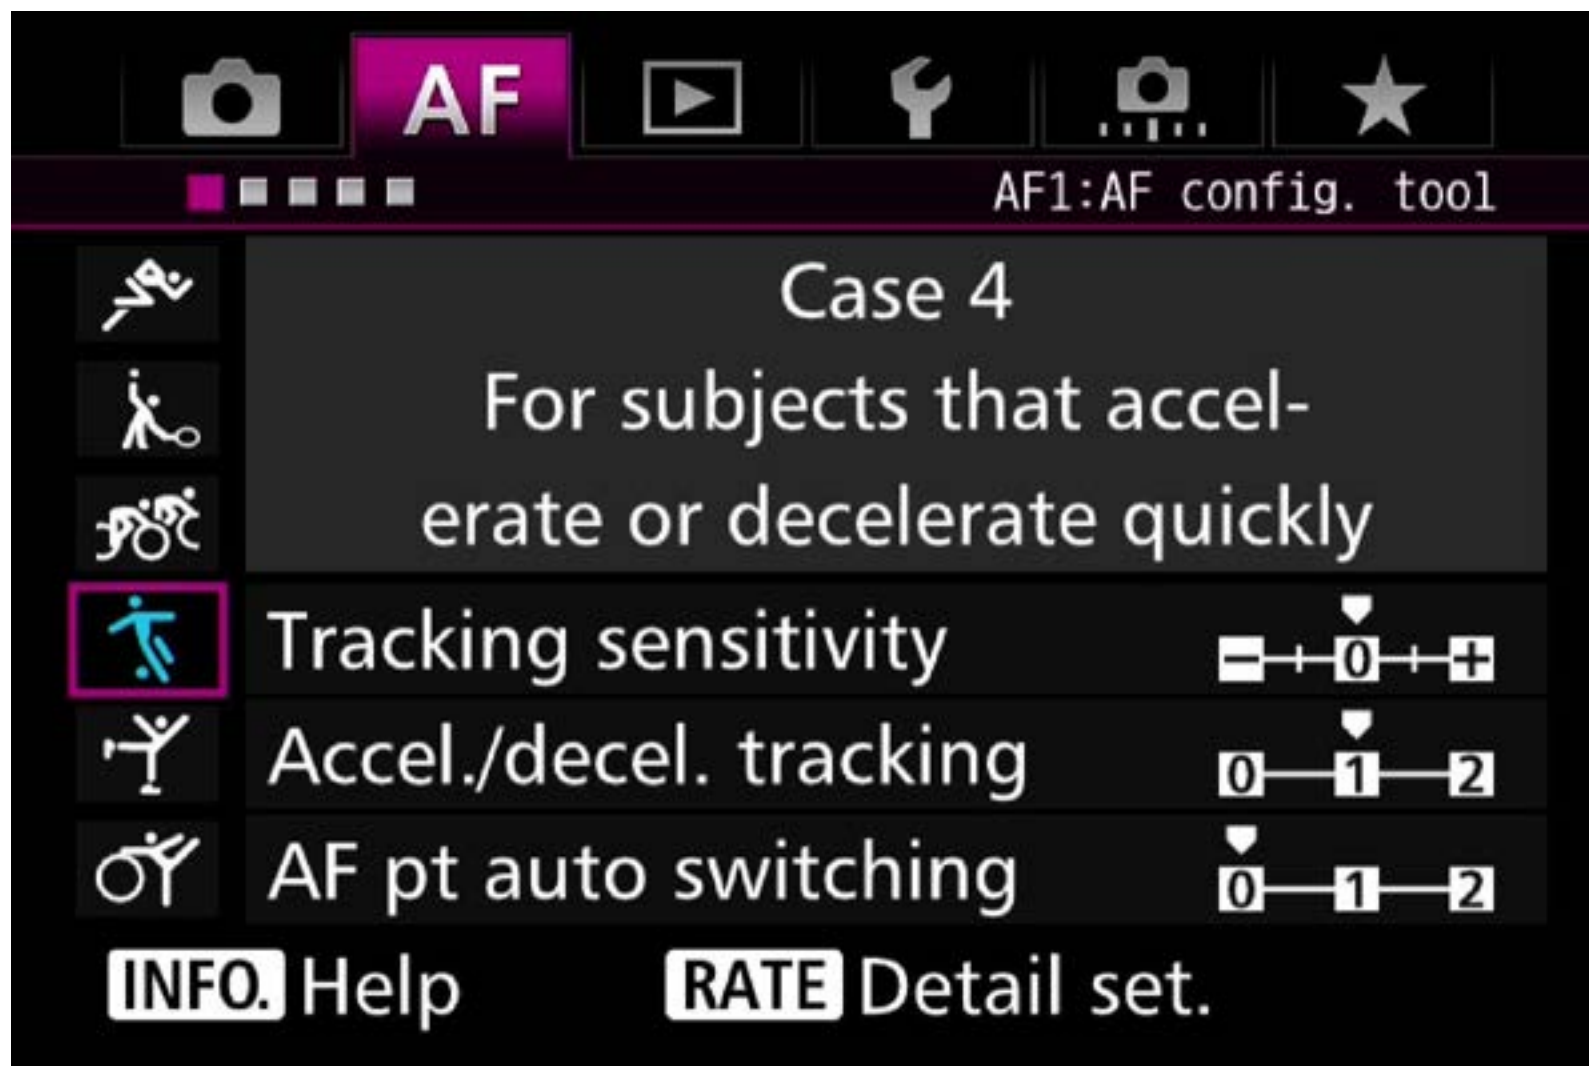 AF
AF1:AF config. tool
Case 4
For subjects that accel-
erate or decelerate quickly
Tracking sensitivity
− 0 +
Accel./decel. tracking
0 1 2
AF pt auto switching
0 1 2
INFO. Help RATE Detail set.